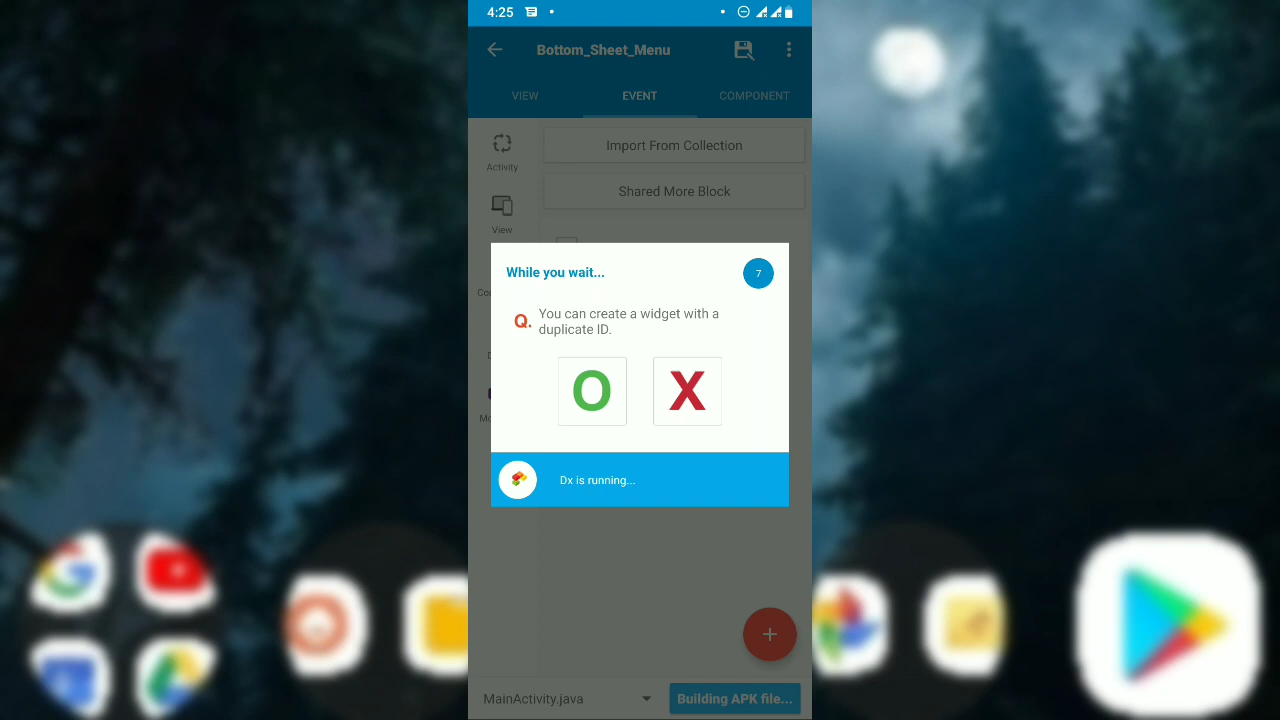 4:25
Bottom_Sheet_Menu
VIEW
EVENT
COMPONENT
Activity
Import From Collection
Shared More Block
View
While you wait...
7
Q. You can create a widget with a
duplicate ID.
O X
Dx is running...
MainActivity.java
Building APK file...